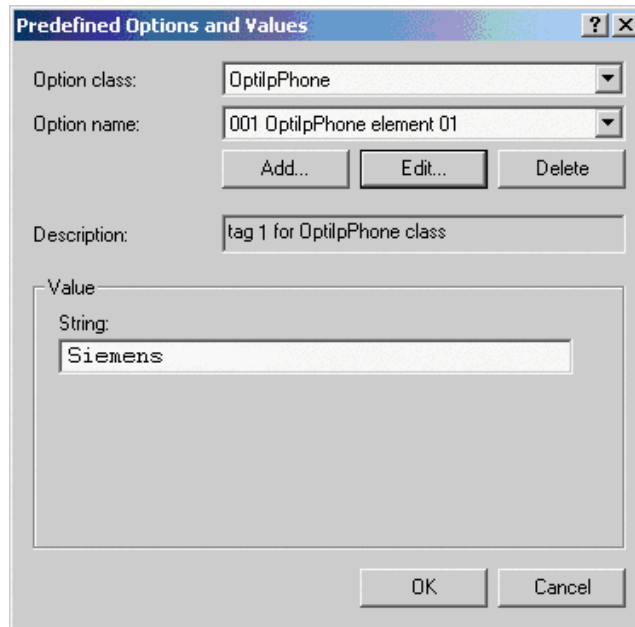 Predefined Options and Values
Option class:
OptiIpPhone
Option name:
001 OptiIpPhone element 01
Add...
Edit...
Delete
Description:
tag 1 for OptiIpPhone class
Value
String:
Siemens
OK
Cancel